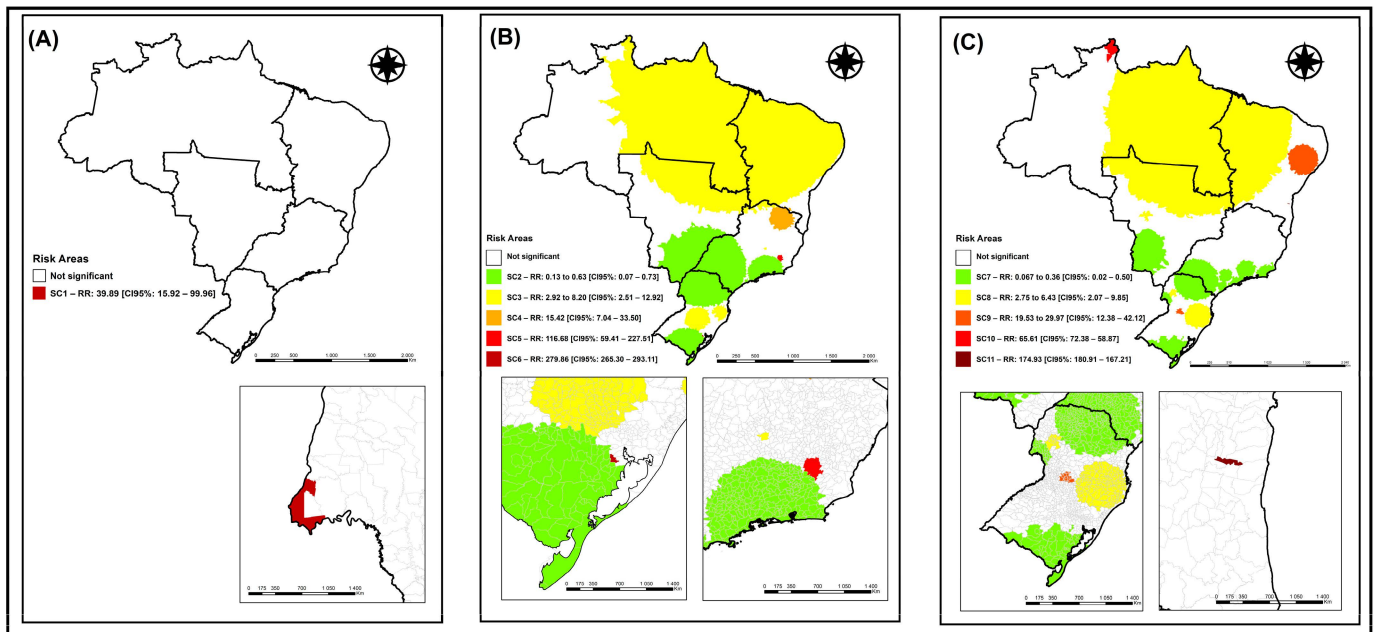 (A)
Risk Areas
Not significant
SC1 – RR: 39.89 [CI95%: 15.92 – 99.96]
0 250 500 1 000 1 500 2 000
Km
0 175 350 700 1 050 1 400
Km
(B)
Risk Areas
Not significant
SC2 – RR: 0.13 to 0.63 [CI95%: 0.07 – 0.73]
SC3 – RR: 2.92 to 8.20 [CI95%: 2.51 – 12.92]
SC4 – RR: 15.42 [CI95%: 7.04 – 33.50]
SC5 – RR: 116.68 [CI95%: 59.41 – 227.51]
SC6 – RR: 279.86 [CI95%: 265.30 – 293.11]
0 250 500 1 000 1 500 2 000
Km
0 175 350 700 1 050 1 400
Km
0 175 350 700 1 050 1 400
Km
(C)
Risk Areas
Not significant
SC7 – RR: 0.067 to 0.36 [CI95%: 0.02 – 0.50]
SC8 – RR: 2.75 to 6.43 [CI95%: 2.07 – 9.85]
SC9 – RR: 19.53 to 29.97 [CI95%: 12.38 – 42.12]
SC10 – RR: 65.61 [CI95%: 72.38 – 58.87]
SC11 – RR: 174.93 [CI95%: 180.91 – 167.21]
Km
0 175 350 700 1 050 1 400
Km
0 175 350 700 1 050 1 400
Km